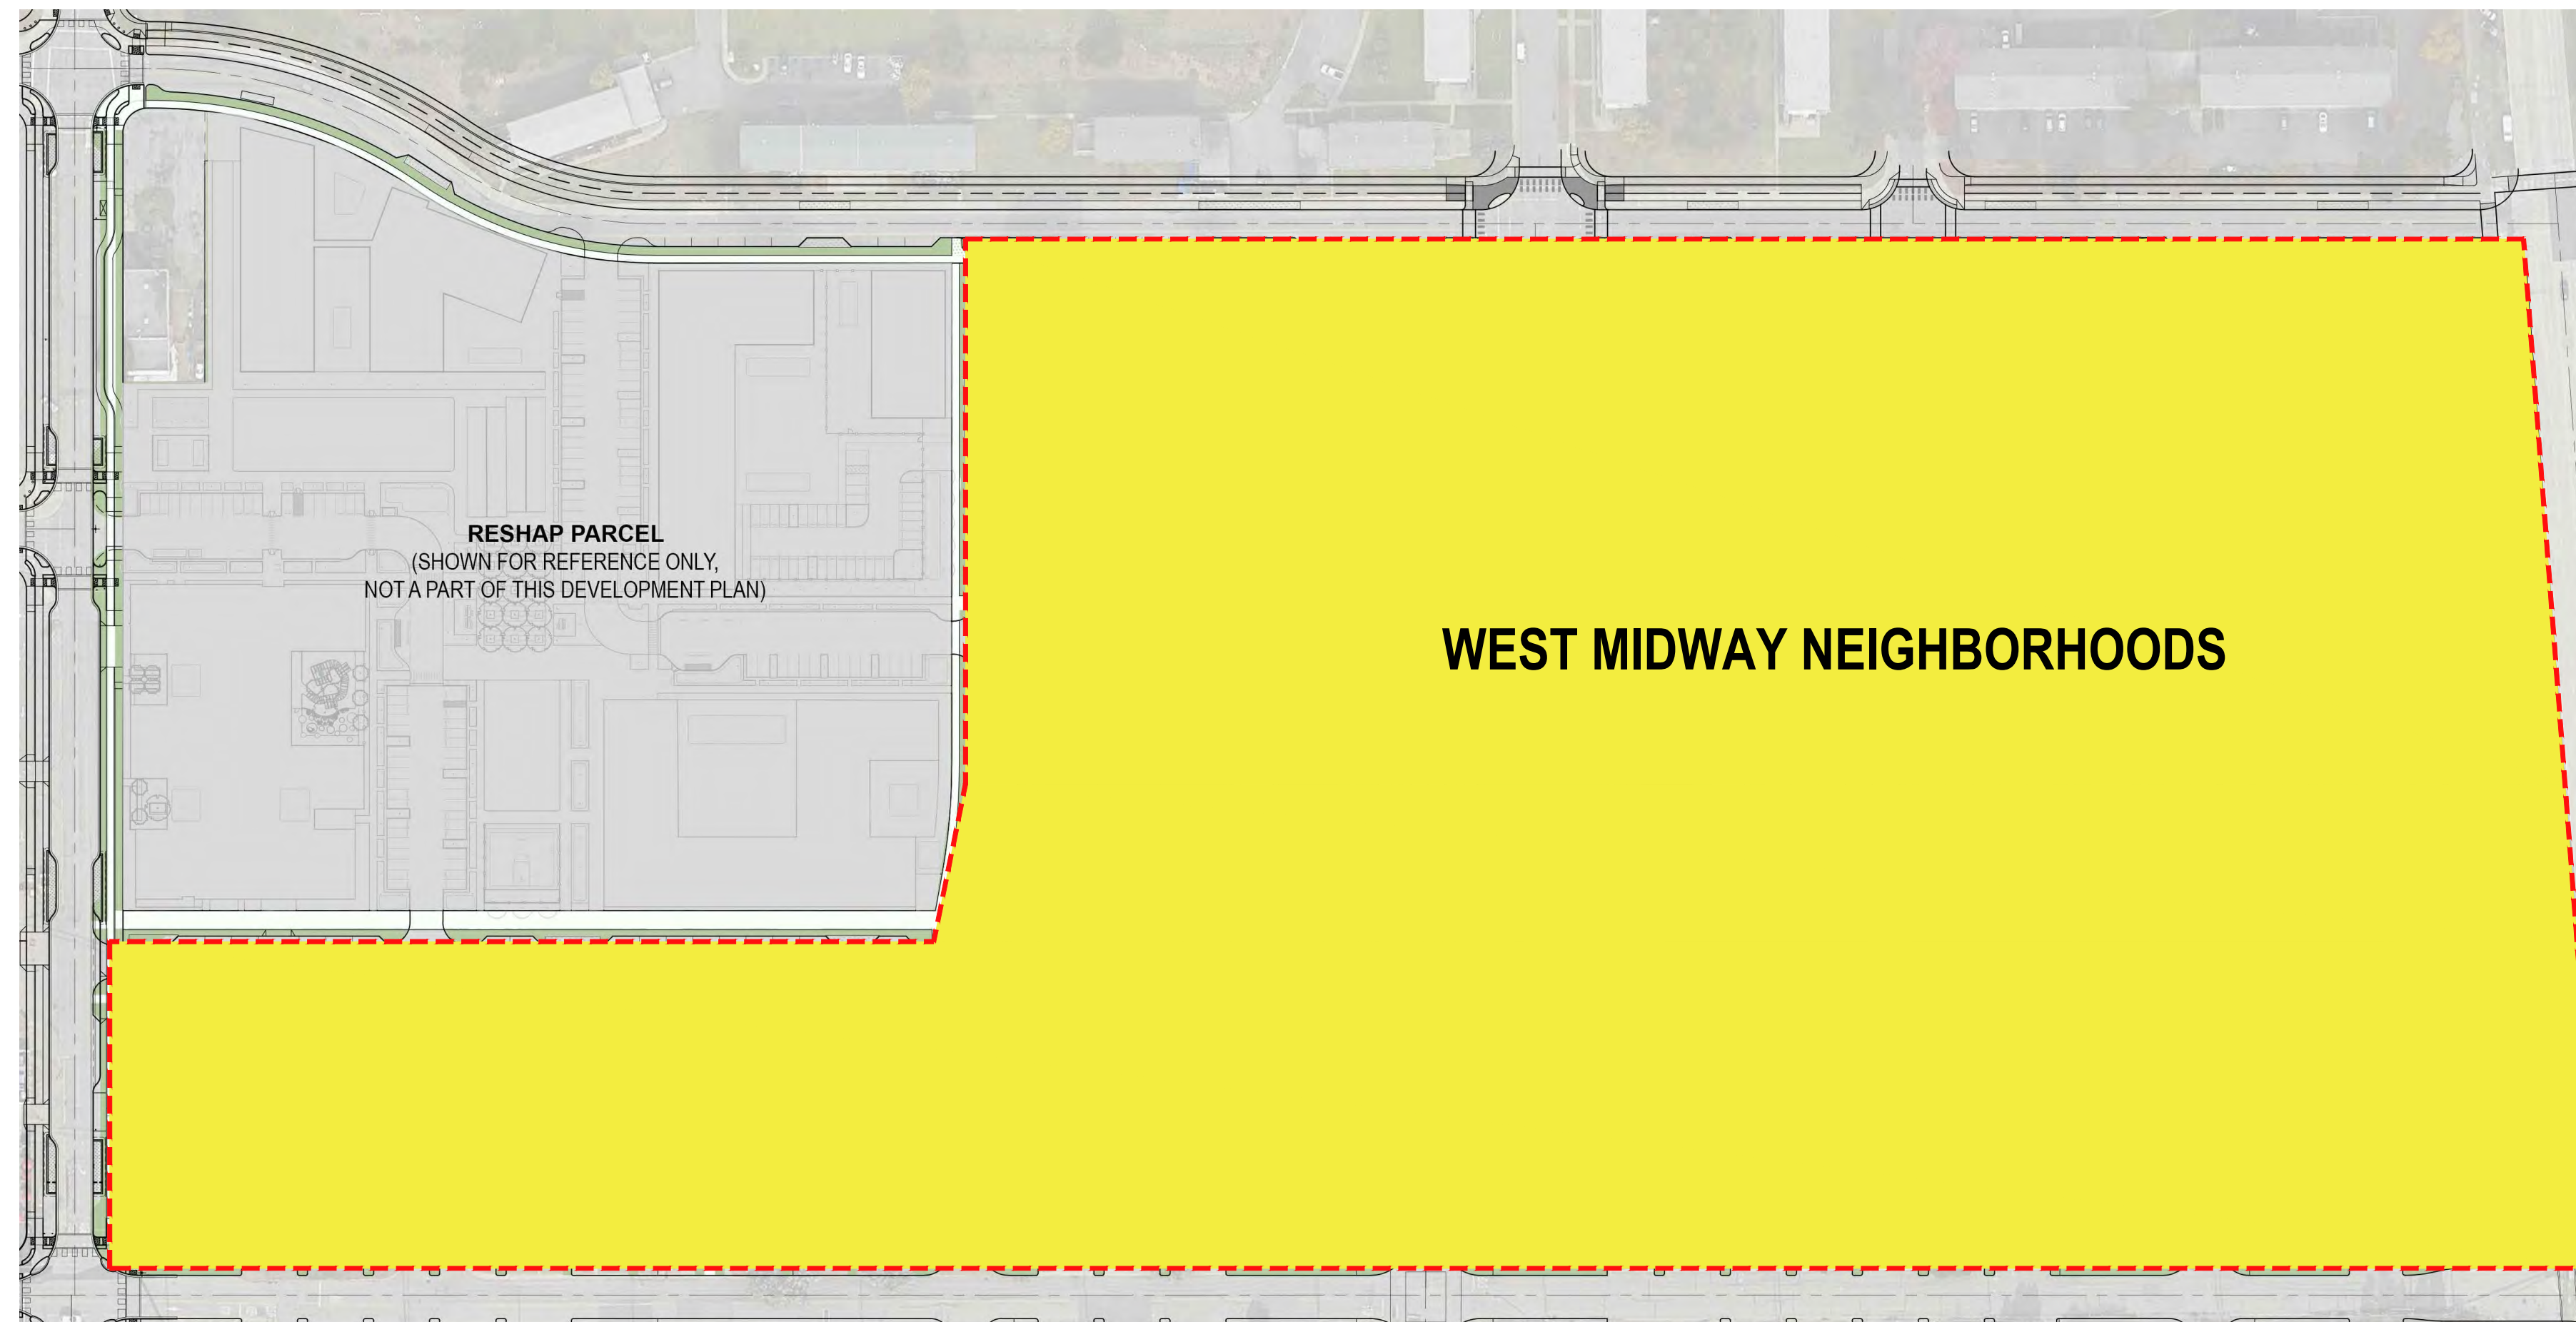 RESHAP PARCEL
(SHOWN FOR REFERENCE ONLY,
NOT A PART OF THIS DEVELOPMENT PLAN)
WEST MIDWAY NEIGHBORHOODS